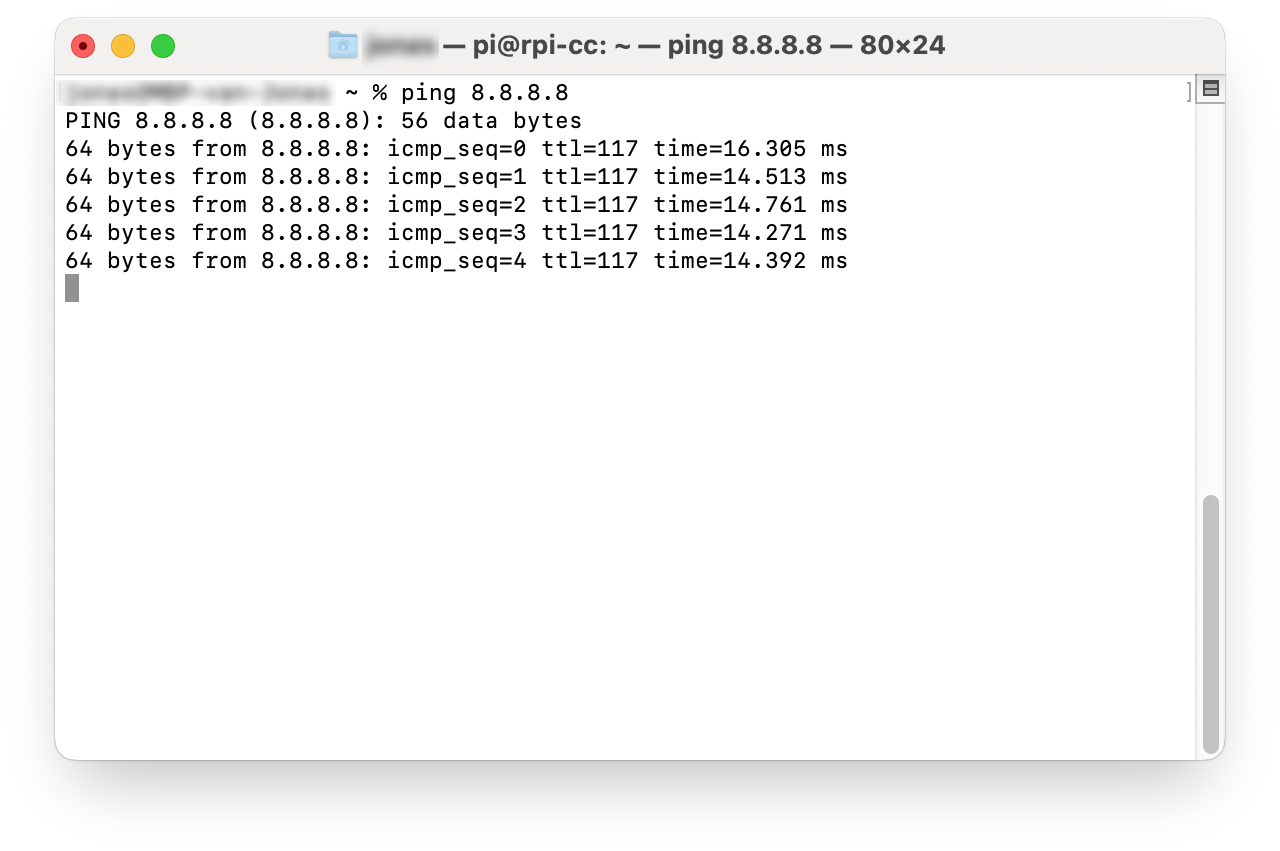 — pi@rpi-cc: ~ — ping 8.8.8.8 — 80×24
~ % ping 8.8.8.8
PING 8.8.8.8 (8.8.8.8): 56 data bytes
64 bytes from 8.8.8.8: icmp_seq=0 ttl=117 time=16.305 ms
64 bytes from 8.8.8.8: icmp_seq=1 ttl=117 time=14.513 ms
64 bytes from 8.8.8.8: icmp_seq=2 ttl=117 time=14.761 ms
64 bytes from 8.8.8.8: icmp_seq=3 ttl=117 time=14.271 ms
64 bytes from 8.8.8.8: icmp_seq=4 ttl=117 time=14.392 ms